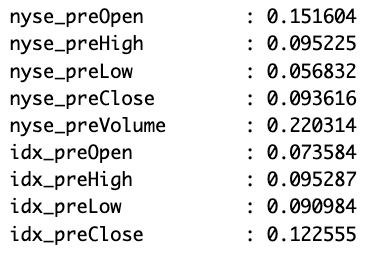 nyse_preOpen : 0.151604
nyse_preHigh : 0.095225
nyse_preLow : 0.056832
nyse_preClose : 0.093616
nyse_preVolume : 0.220314
idx_preOpen : 0.073584
idx_preHigh : 0.095287
idx_preLow : 0.090984
idx_preClose : 0.122555